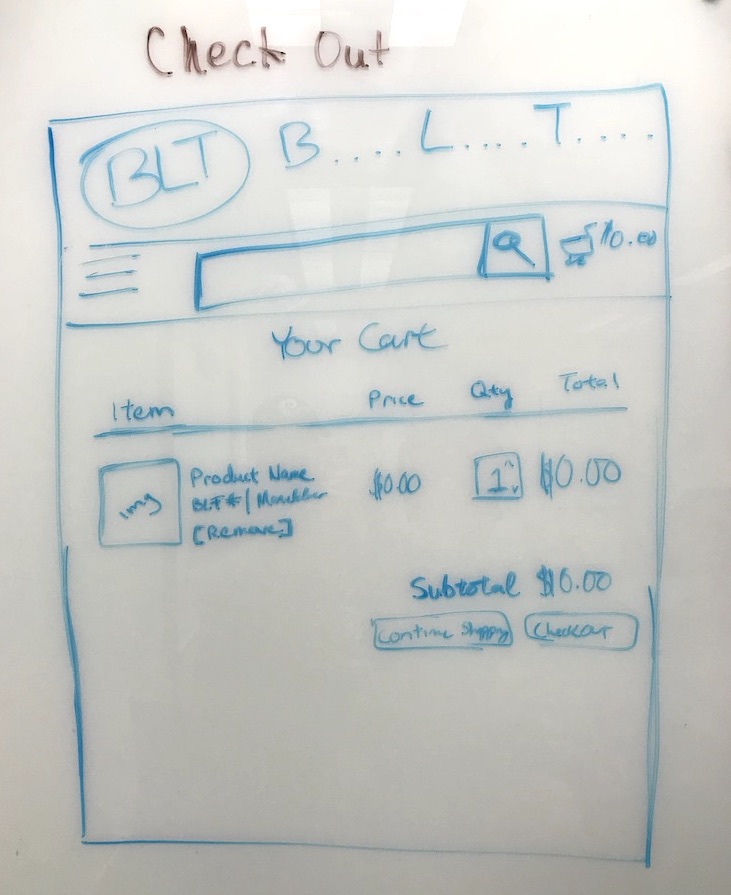 Check Out
BLT B.... L.... T....
$0.00
Your Cart
Item Price Qty Total
img Product Name $0.00 1 $0.00
BLT# |
[Remove]
Subtotal $0.00
Continue Shopping Checkout